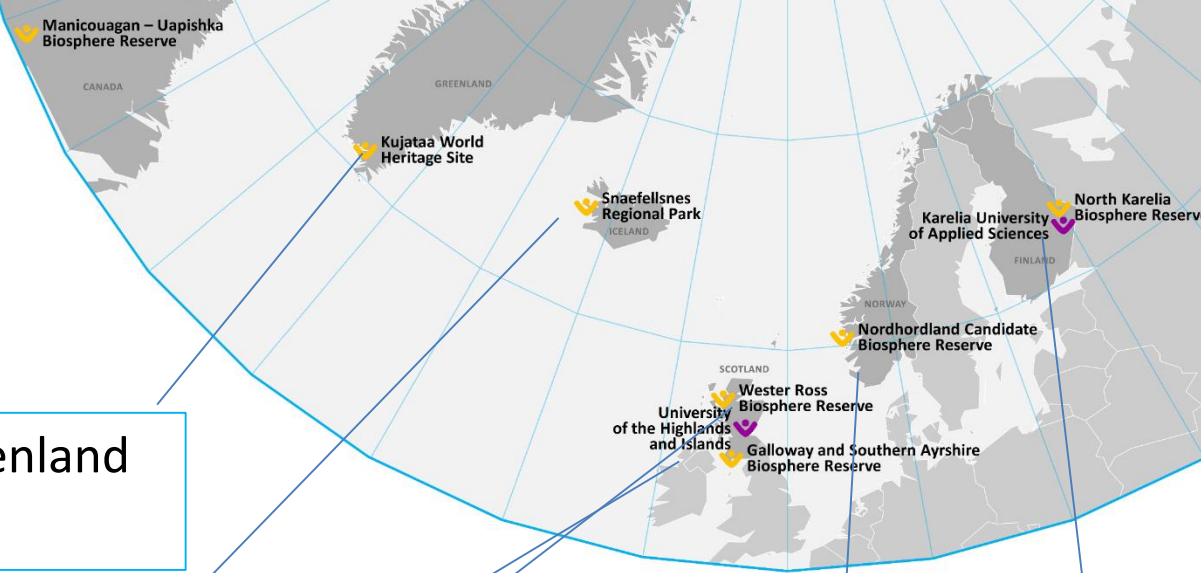 Manicouagan – Uapishka
Biosphere Reserve
CANADA
GREENLAND
Kujataa World
Heritage Site
Snaefellsnes
Regional Park
ICELAND
North Karelia
Biosphere Reserv
Karelia University
of Applied Sciences
FINLAND
NORWAY
Nordhordland Candidate
Biosphere Reserve
SCOTLAND
Wester Ross
Biosphere Reserve
University
of the Highlands
and Islands
Galloway and Southern Ayrshire
Biosphere Reserve
enland